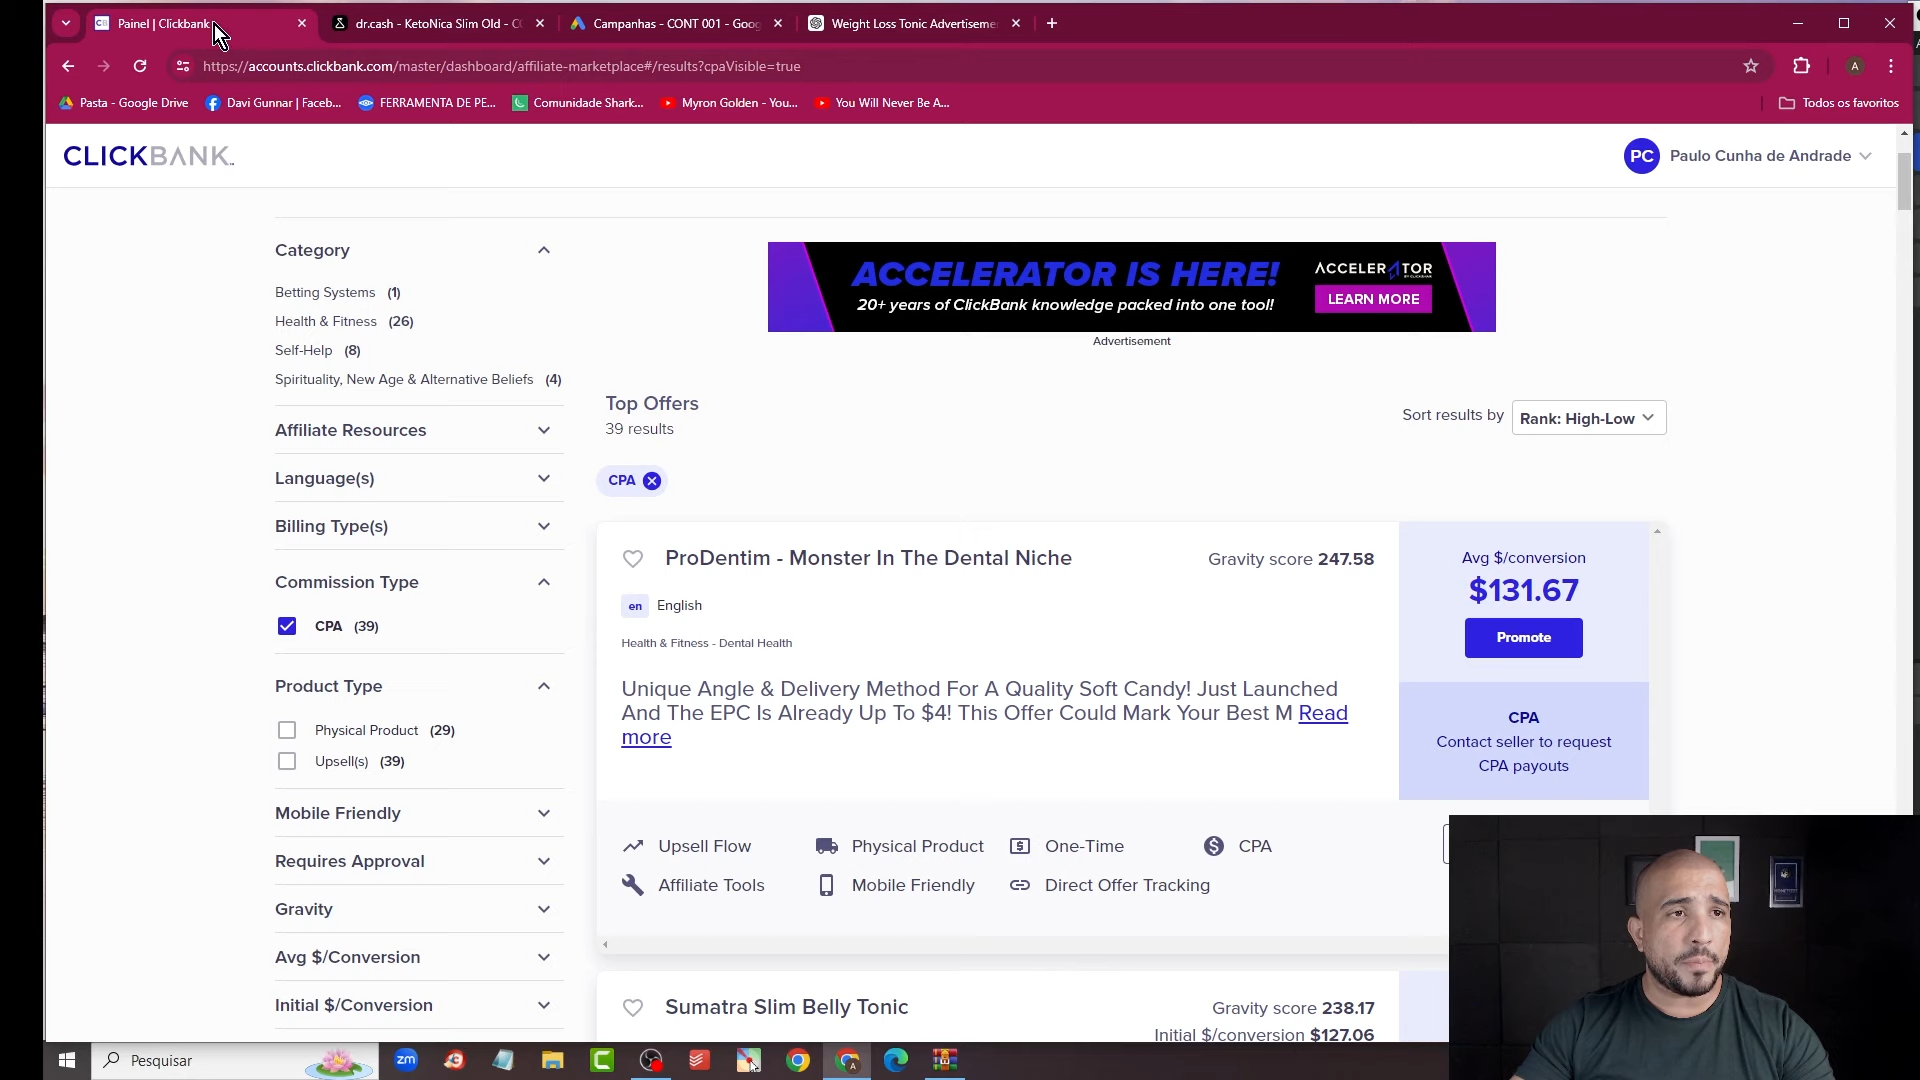 Painel | Clickbank
dr.cash - KetoNica Slim Old - CO
Campanhas - CONT 001 - Goog
Weight Loss Tonic Advertiseme
https://accounts.clickbank.com/master/dashboard/affiliate-marketplace#/results?cpaVisible=true
A
Pasta - Google Drive
Davi Gunnar | Faceb...
FERRAMENTA DE PE...
Comunidade Shark...
Myron Golden - You...
You Will Never Be A...
Todos os favoritos
CLICKBANK
PC
Paulo Cunha de Andrade
Category
Betting Systems (1)
Health & Fitness (26)
Self-Help (8)
Spirituality, New Age & Alternative Beliefs (4)
Affiliate Resources
Language(s)
Billing Type(s)
Commission Type
CPA (39)
Product Type
Physical Product (29)
Upsell(s) (39)
Mobile Friendly
Requires Approval
Gravity
Avg $/Conversion
Initial $/Conversion
ACCELERATOR IS HERE!
20+ years of ClickBank knowledge packed into one tool!
ACCELERATOR
BY CLICKBANK
LEARN MORE
Advertisement
Top Offers
39 results
Sort results by
Rank: High-Low
CPA
ProDentim - Monster In The Dental Niche
Gravity score 247.58
en English
Health & Fitness - Dental Health
Unique Angle & Delivery Method For A Quality Soft Candy! Just Launched
And The EPC Is Already Up To $4! This Offer Could Mark Your Best M Read
more
Avg $/conversion
$131.67
Promote
CPA
Contact seller to request
CPA payouts
Upsell Flow
Physical Product
One-Time
CPA
Affiliate Tools
Mobile Friendly
Direct Offer Tracking
Sumatra Slim Belly Tonic
Gravity score 238.17
Initial $/conversion $127.06
Pesquisar
zm